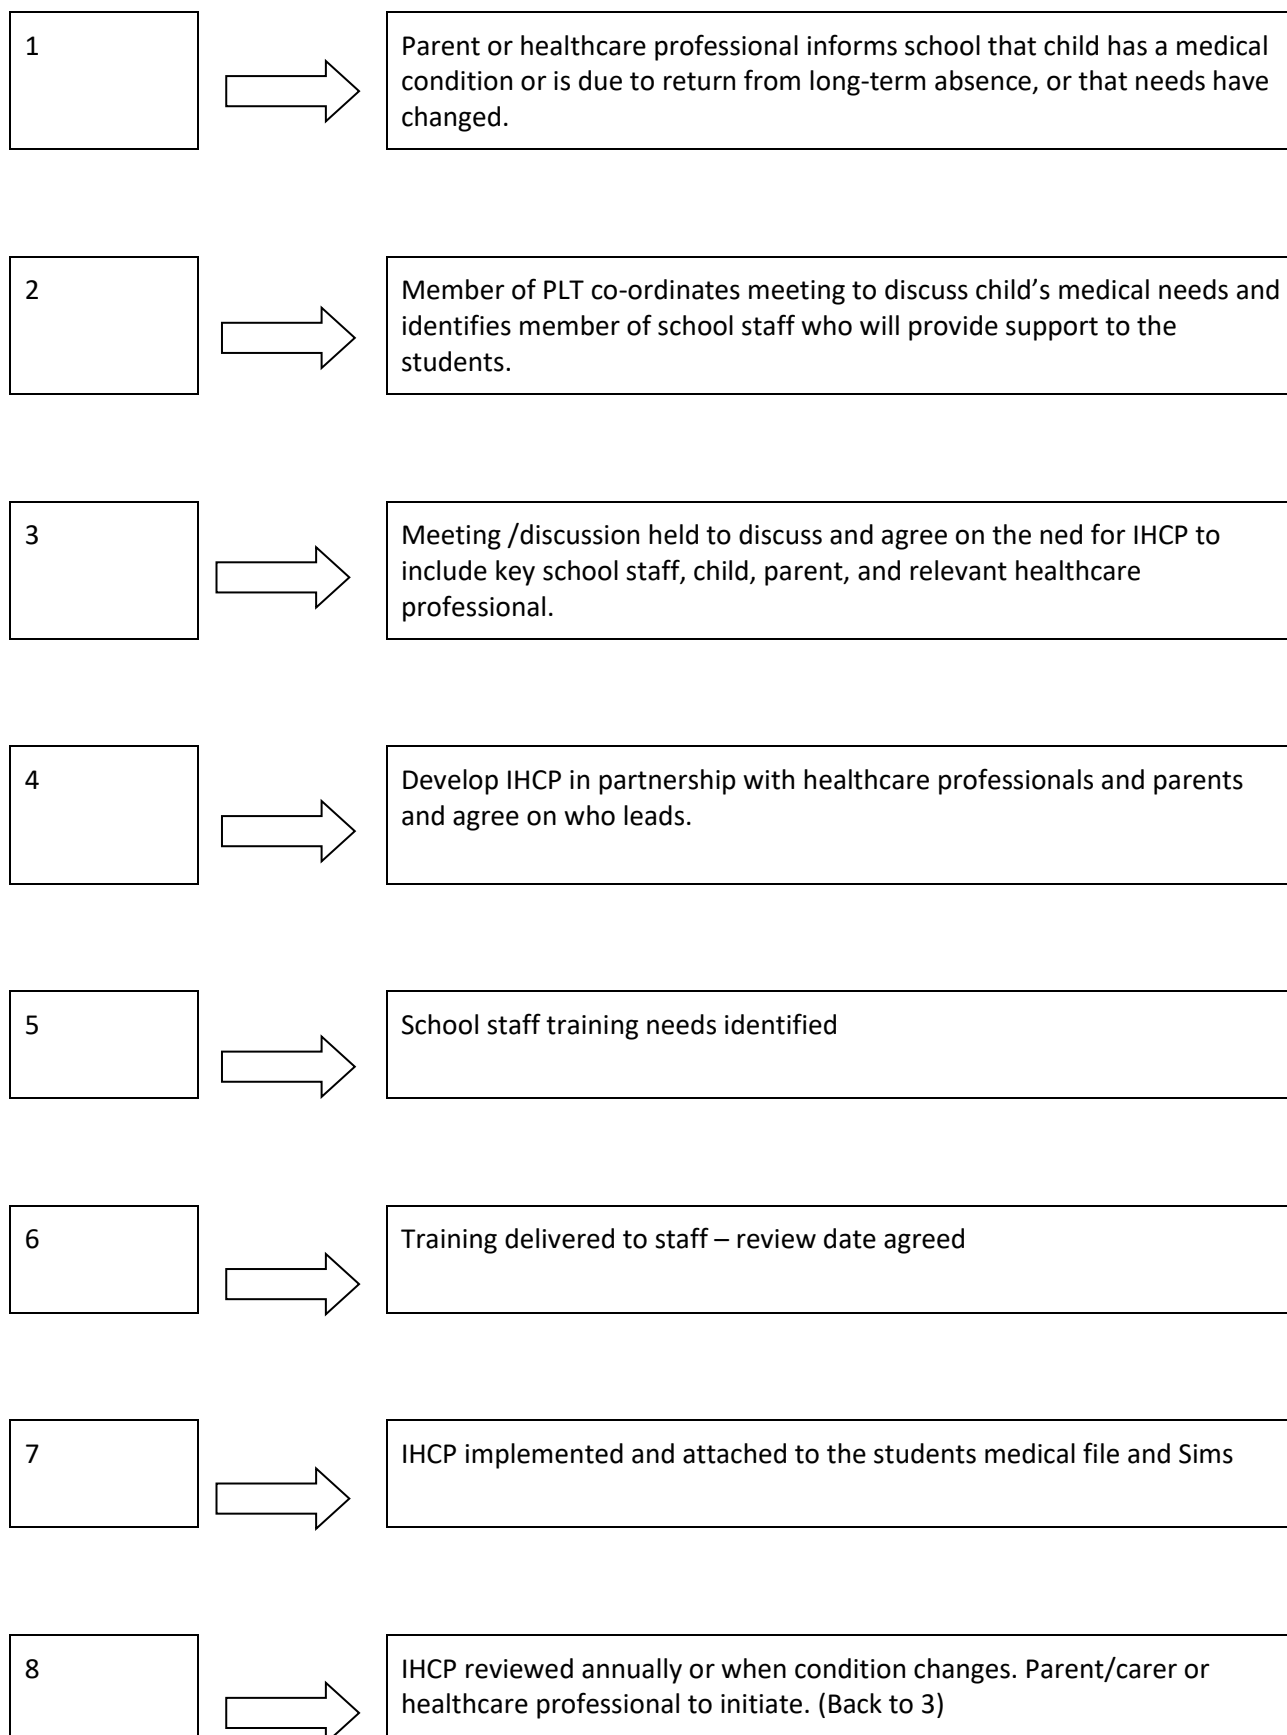 1
Parent or healthcare professional informs school that child has a medical
condition or is due to return from long-term absence, or that needs have
changed.
2
Member of PLT co-ordinates meeting to discuss child’s medical needs and
identifies member of school staff who will provide support to the
students.
3
Meeting /discussion held to discuss and agree on the ned for IHCP to
include key school staff, child, parent, and relevant healthcare
professional.
4
Develop IHCP in partnership with healthcare professionals and parents
and agree on who leads.
5
School staff training needs identified
6
Training delivered to staff – review date agreed
7
IHCP implemented and attached to the students medical file and Sims
8
IHCP reviewed annually or when condition changes. Parent/carer or
healthcare professional to initiate. (Back to 3)